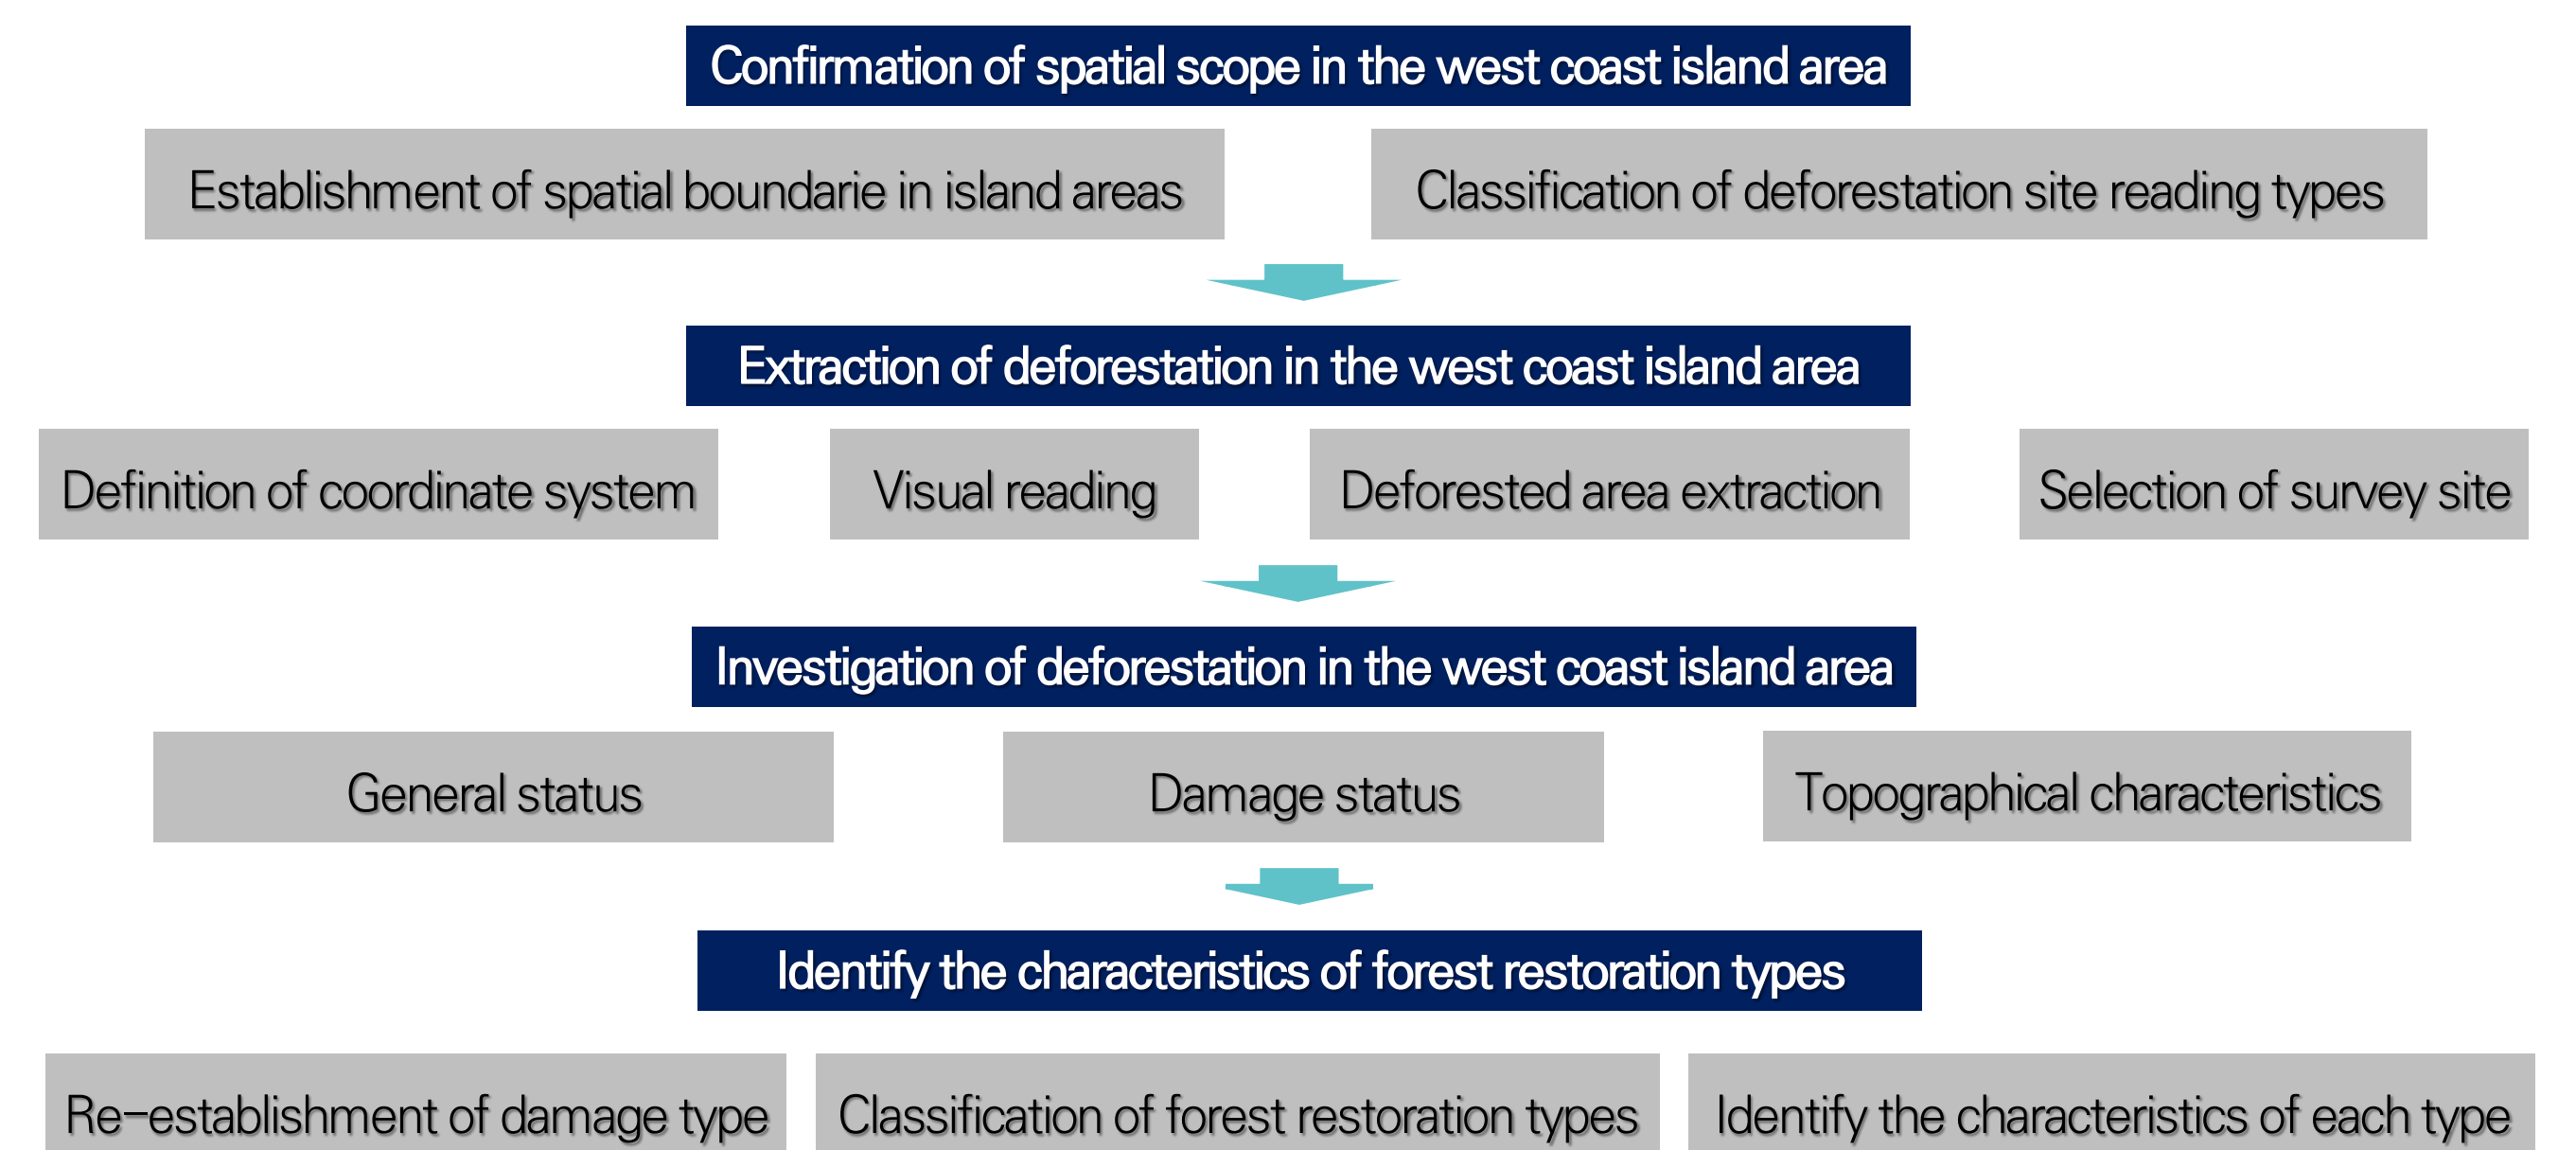 Confirmation of spatial scope in the west coast island area
Establishment of spatial boundarie in island areas
Classification of deforestation site reading types
Extraction of deforestation in the west coast island area
Definition of coordinate system
Visual reading
Deforested area extraction
Selection of survey site
Investigation of deforestation in the west coast island area
General status
Damage status
Topographical characteristics
Identify the characteristics of forest restoration types
Re-establishment of damage type
Classification of forest restoration types
Identify the characteristics of each type